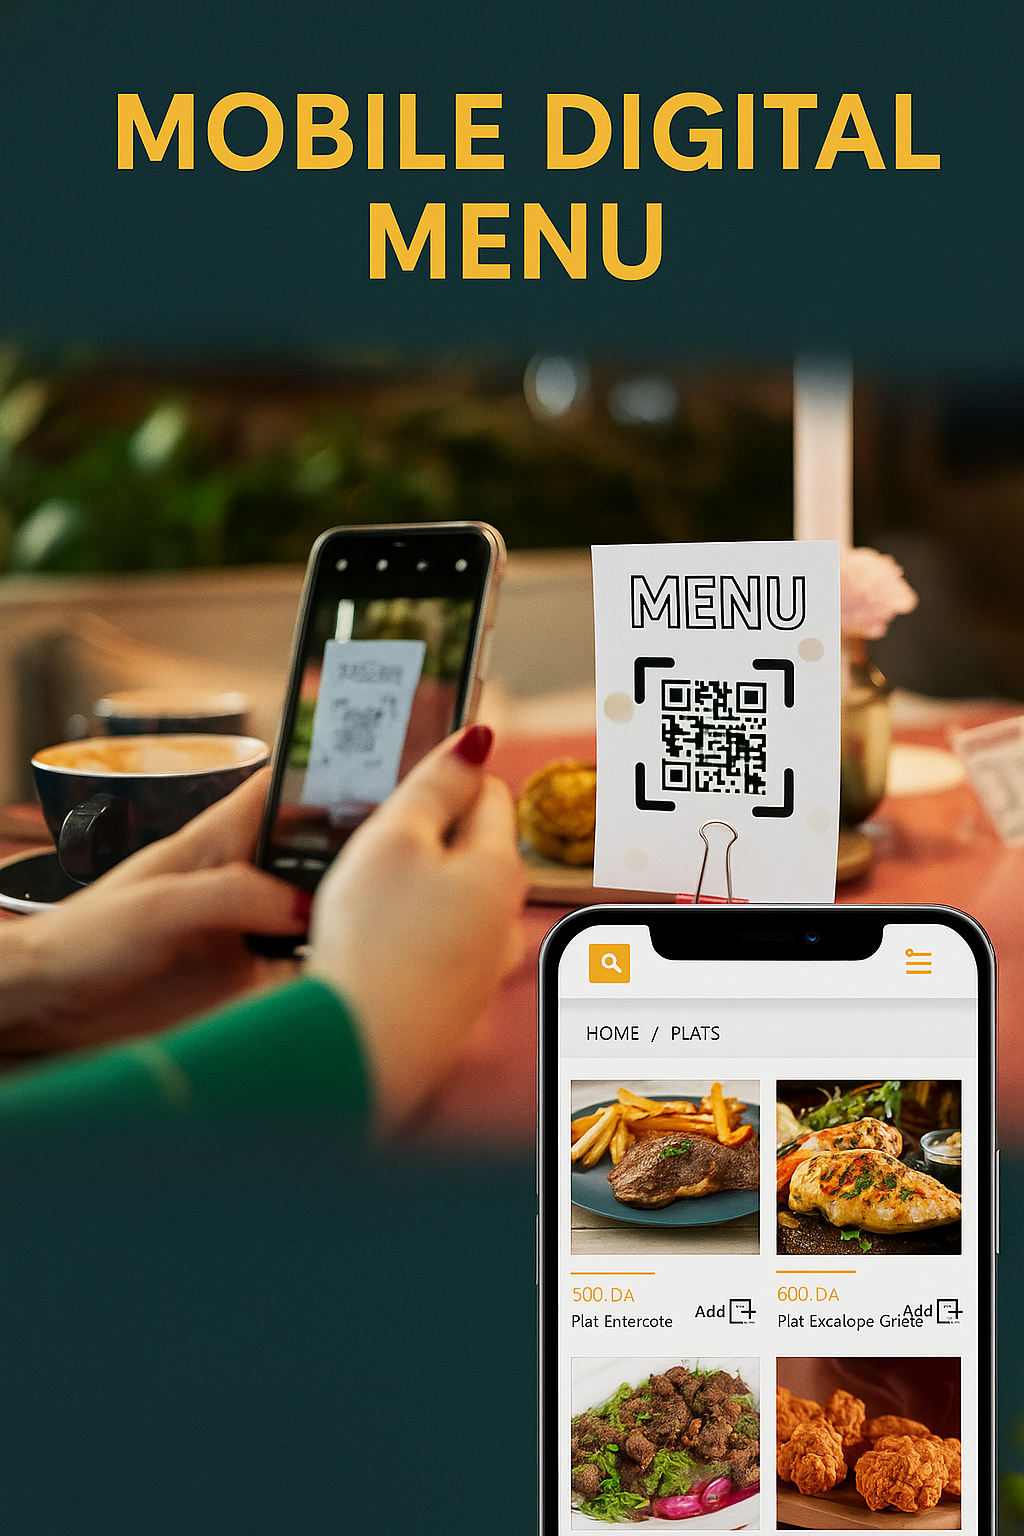 MOBILE DIGITAL
MENU
MENU
HOME / PLATS
500.DA
Plat Entercote
Add
600.DA
Plat Excalope Griete
Add